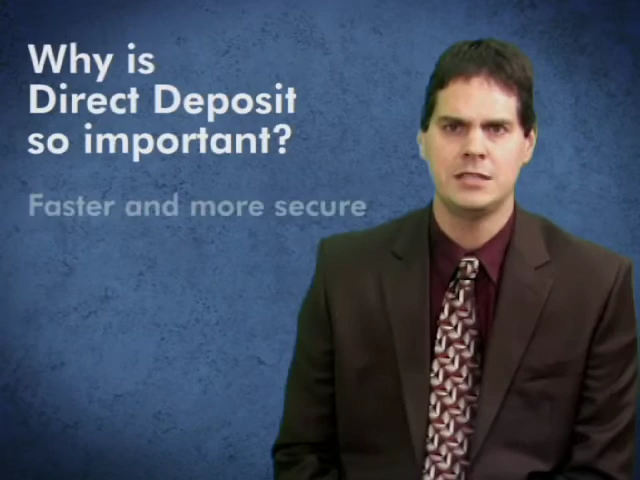 Why is
Direct Deposit
so important?
Faster and more secure